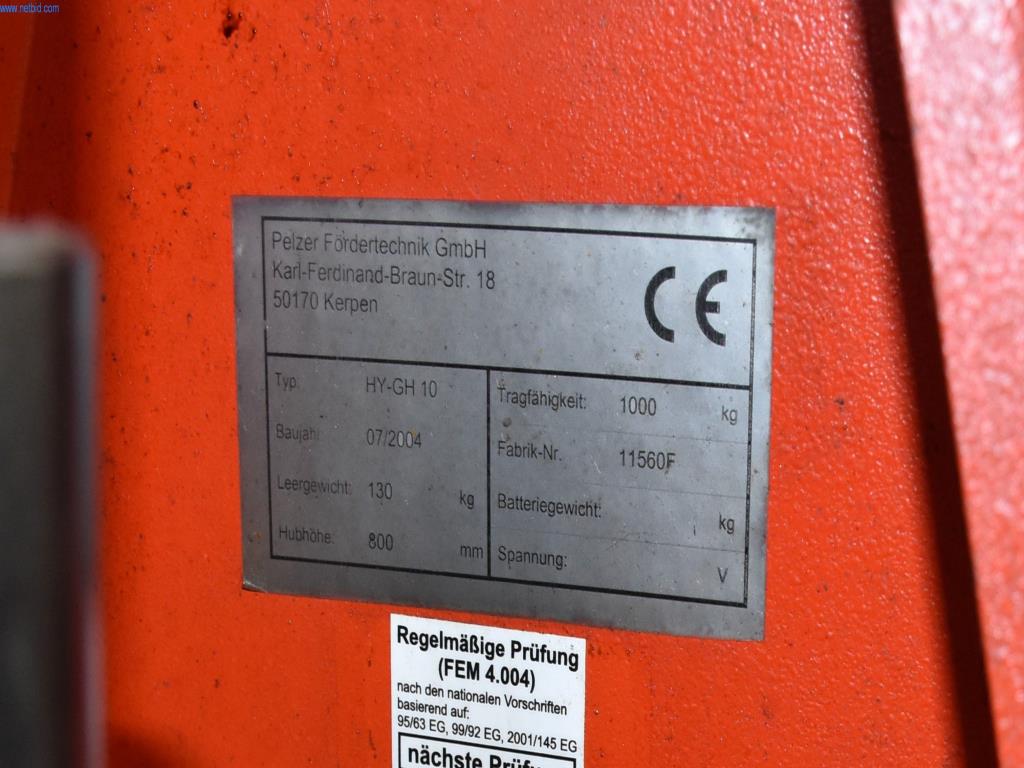 www.netbid.com
Pelzer Fördertechnik GmbH
Karl-Ferdinand-Braun-Str. 18
50170 Kerpen
CE
Typ: HY-GH 10
Baujahr 07/2004
Leergewicht: 130 kg
Hubhöhe: 800 mm
Tragfähigkeit: 1000 kg
Fabrik-Nr. 11560F
Batteriegewicht: kg
Spannung: V
Regelmäßige Prüfung
(FEM 4.004)
nach den nationalen Vorschriften
basierend auf:
95/63 EG, 99/92 EG, 2001/145 EG
nächste Prüfung